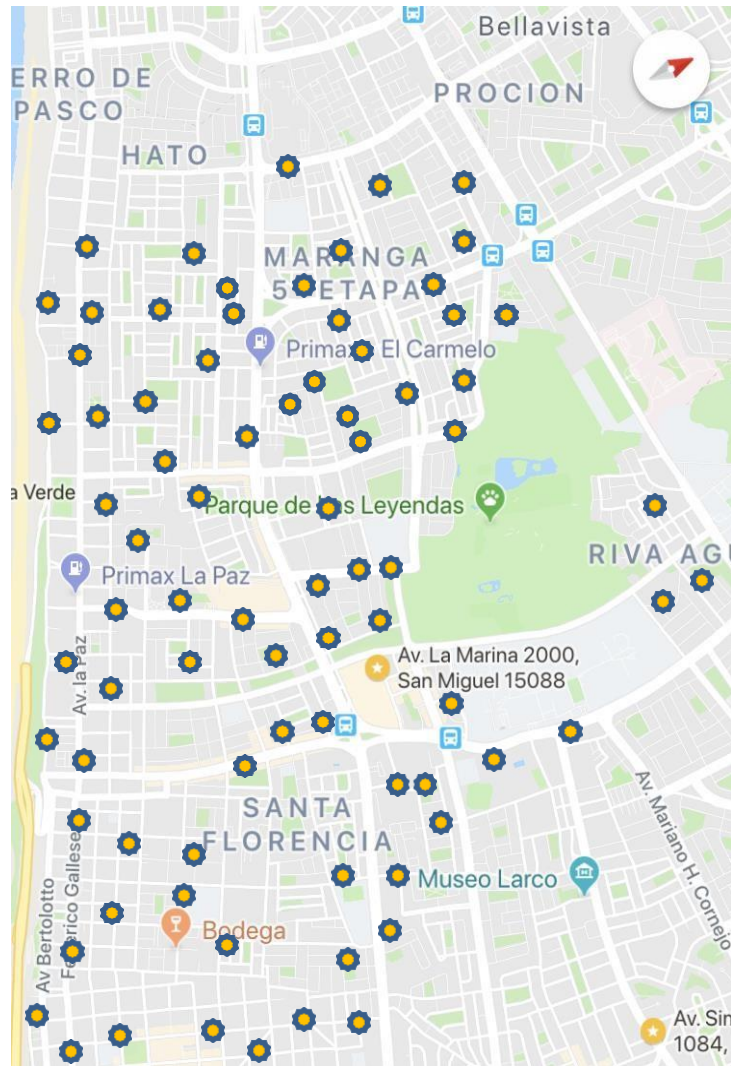 Bellavista
ERRO DE
PASCO
PROCION
HATO
MARANGA
5 ETAPA
Primax El Carmelo
a Verde
Parque de las Leyendas
RIVA AGU
Primax La Paz
Av. la Paz
Av. La Marina 2000,
San Miguel 15088
SANTA
FLORENCIA
Av. Mariano H. Cornejo
Federico Gallese
Museo Larco
Av Bertolotto
Bodega
Av. Sin
1084,